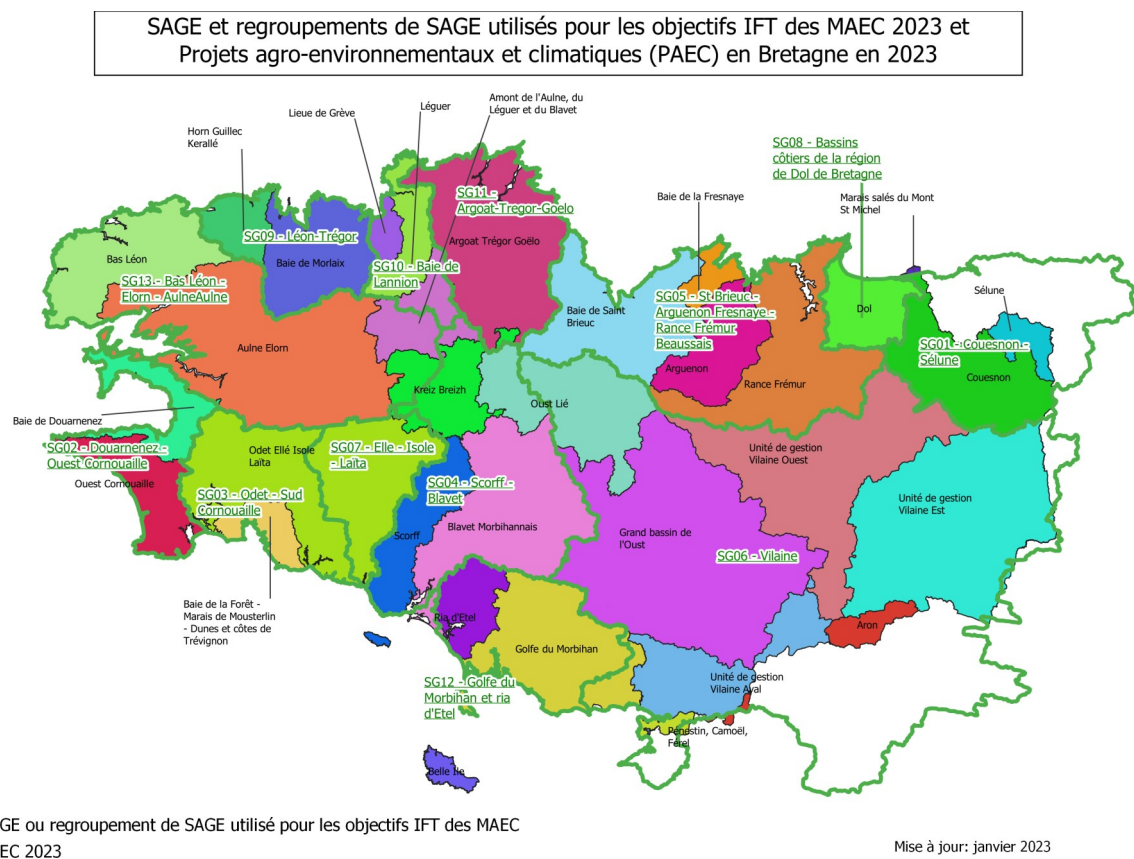 SAGE et regroupements de SAGE utilisés pour les objectifs IFT des MAEC 2023 et
Projets agro-environnementaux et climatiques (PAEC) en Bretagne en 2023
Amont de l'Aulne, du
Léguer et du Blavet
Léguer
Lieue de Grève
Horn Guillec
Kerallé
SG08 - Bassins
côtiers de la région
de Dol de Bretagne
Marais salés du Mont
St Michel
Baie de la Fresnaye
SG11 -
Argoat-Tregor-Goelo
Argoat Trégor Goëlo
SG09 - Léon-Trégor
Baie de Morlaix
Bas Léon
SG10 - Baie de
Lannion
SG13 - Bas Léon -
Elorn - AulneAulne
SG05 - St Brieuc -
Arguenon Fresnaye -
Rance Frémur
Beaussais
Baie de Saint
Brieuc
Dol
Sélune
SG01 - Couesnon -
Sélune
Couesnon
Aulne Elorn
Arguenon
Rance Frémur
Kreiz Breizh
Oust Lié
Baie de Douarnenez
SG02 - Douarnenez -
Ouest Cornouaille
Ouest Cornouaille
Odet Ellé Isole
Laïta
SG07 - Elle - Isole
- Laïta
Unité de gestion
Vilaine Ouest
SG03 - Odet - Sud
Cornouaille
SG04 - Scorff -
Blavet
Unité de gestion
Vilaine Est
Scorff
Blavet Morbihannais
Grand bassin de
l'Oust
SG06 - Vilaine
Baie de la Forêt -
Marais de Mousterlin
- Dunes et côtes de
Trévignon
Ria d'Etel
Aron
Golfe du Morbihan
SG12 - Golfe du
Morbihan et ria
d'Etel
Unité de gestion
Vilaine Aval
Pénestin, Camoël,
Férel
Belle Ile
GE ou regroupement de SAGE utilisé pour les objectifs IFT des MAEC
EC 2023
Mise à jour: janvier 2023